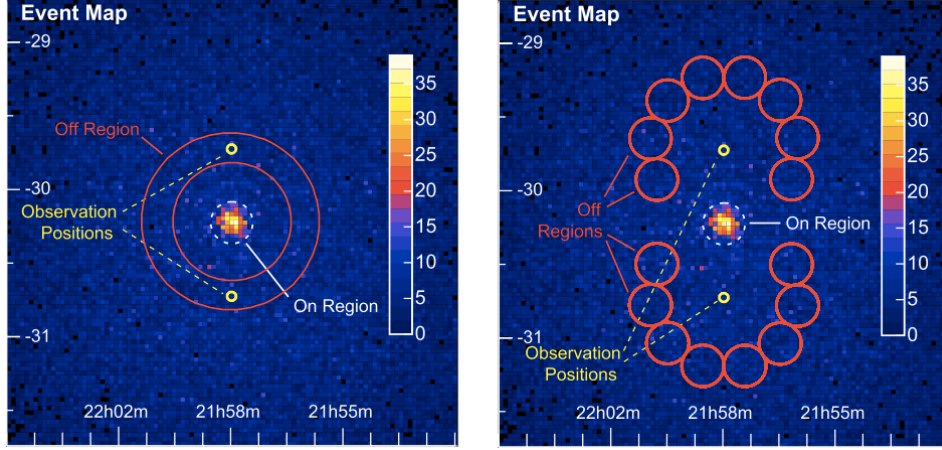 Event Map
-29
35
30
Off Region
25
-30
20
Observation
Positions
15
10
On Region
5
-31
0
22h02m 21h58m 21h55m
Event Map
-29
35
30
25
-30
20
Off
Regions
On Region
15
10
5
-31
0
Observation
Positions
22h02m 21h58m 21h55m